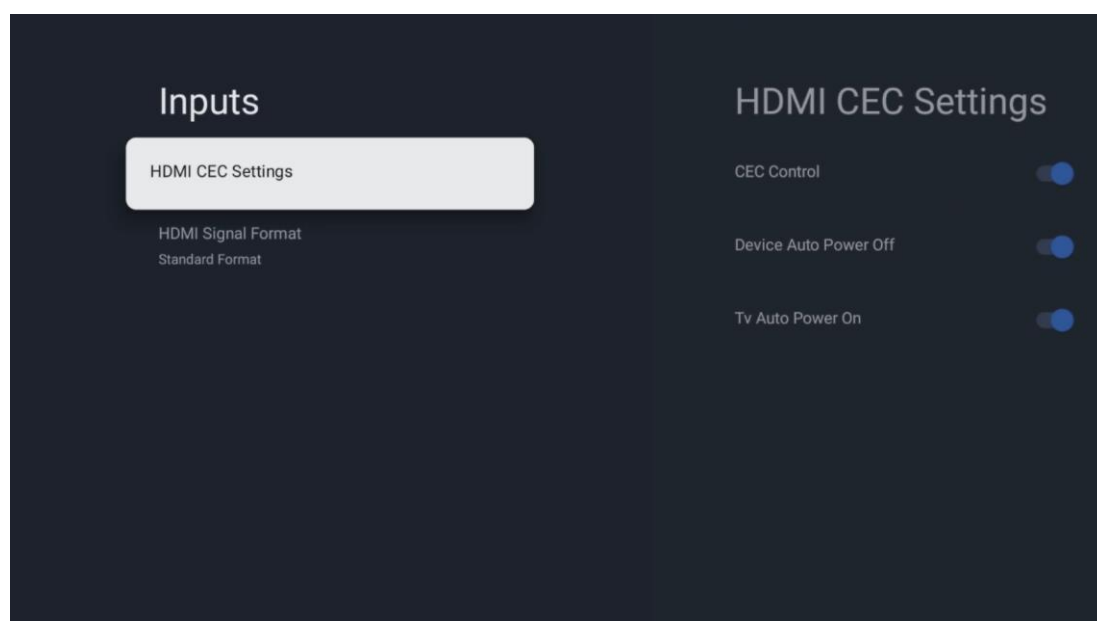 Inputs
HDMI CEC Settings
HDMI Signal Format
Standard Format
HDMI CEC Settings
CEC Control
Device Auto Power Off
Tv Auto Power On